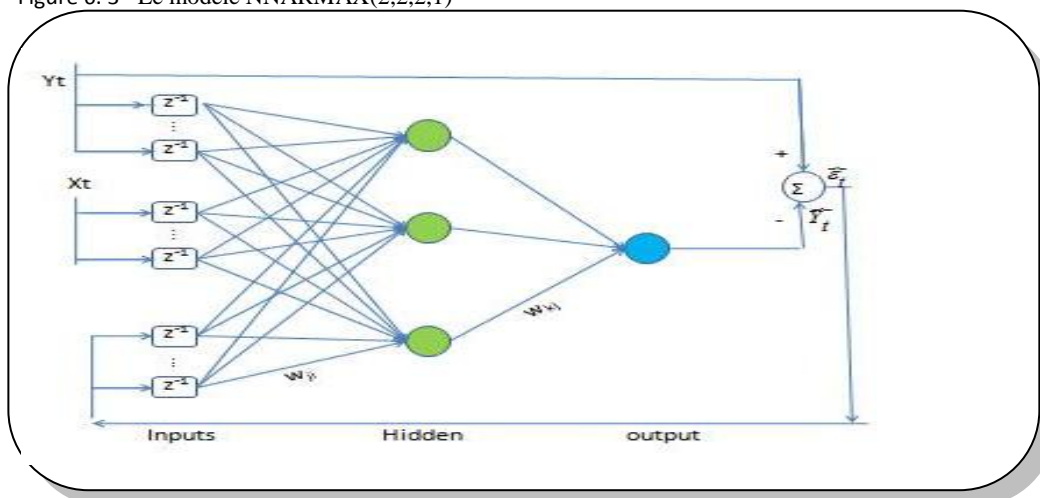 Figure 6. 3 Le modèle NNARMAX(2,2,2,1)
Yt
z⁻¹
⋮
z⁻¹
Xt
z⁻¹
⋮
z⁻¹
z⁻¹
⋮
z⁻¹
wⱼᵢ
wₖⱼ
+
Σ
ε̂ₜ
-
Ŷₜ
Inputs Hidden output